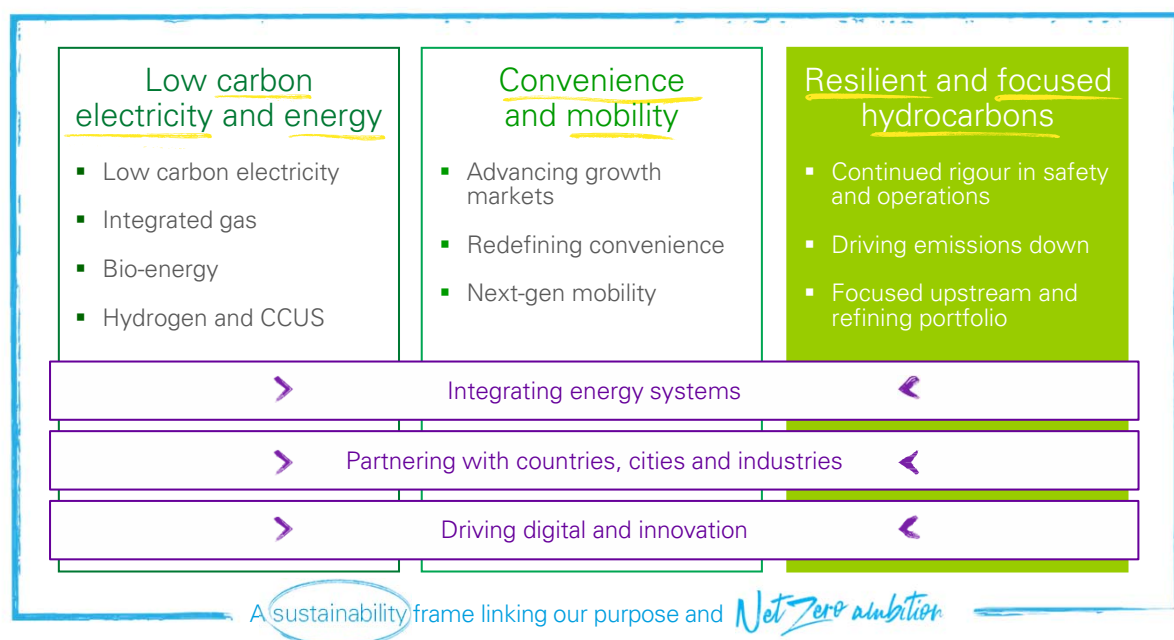 Low carbon
electricity and energy
▪ Low carbon electricity
▪ Integrated gas
▪ Bio-energy
▪ Hydrogen and CCUS
Convenience
and mobility
▪ Advancing growth
markets
▪ Redefining convenience
▪ Next-gen mobility
Resilient and focused
hydrocarbons
▪ Continued rigour in safety
and operations
▪ Driving emissions down
▪ Focused upstream and
refining portfolio
Integrating energy systems
Partnering with countries, cities and industries
Driving digital and innovation
A sustainability frame linking our purpose and Net Zero ambition